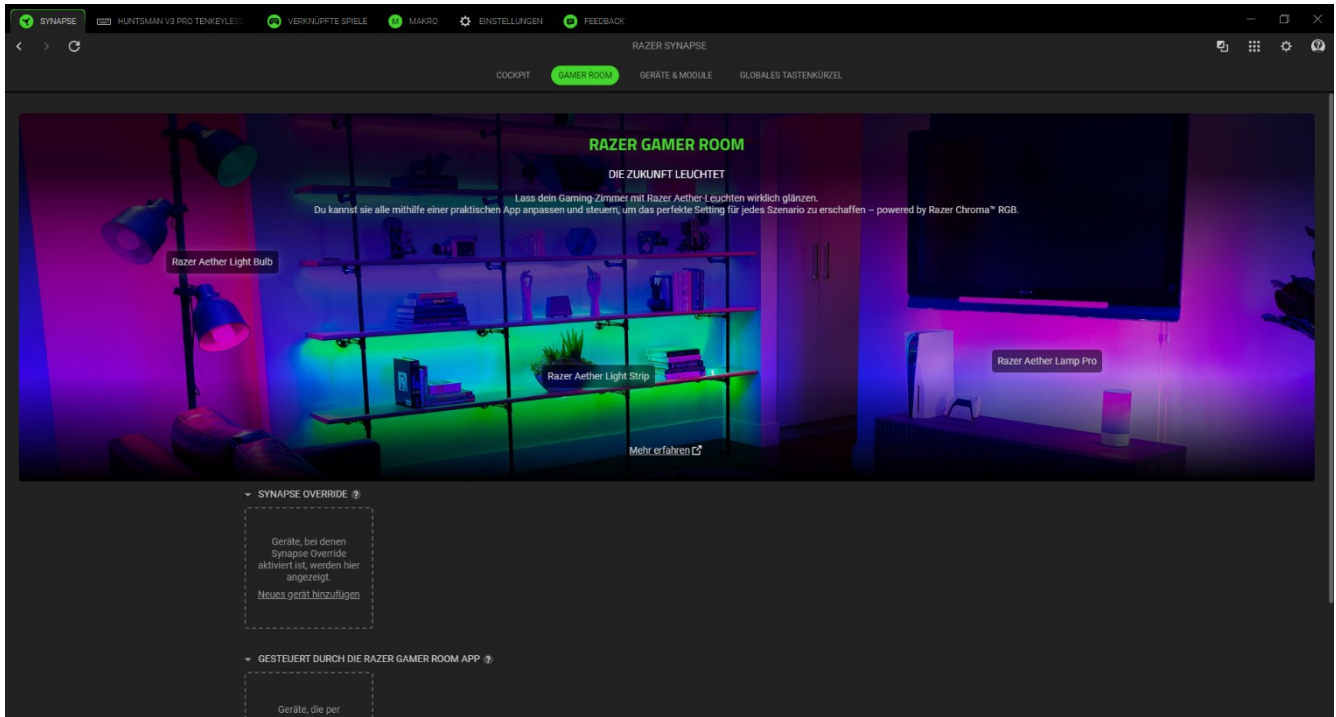 SYNAPSE
HUNTSMAN V3 PRO TENKEYLESS
VERKNÜPFTE SPIELE
M
MAKRO
EINSTELLUNGEN
FEEDBACK
RAZER SYNAPSE
COCKPIT
GAMER ROOM
GERÄTE & MODULE
GLOBALES TASTENKÜRZEL
RAZER GAMER ROOM
DIE ZUKUNFT LEUCHTET
Lass dein Gaming-Zimmer mit Razer Aether-Leuchten wirklich glänzen.
Du kannst sie alle mithilfe einer praktischen App anpassen und steuern, um das perfekte Setting für jedes Szenario zu erschaffen – powered by Razer Chroma™ RGB.
Razer Aether Light Bulb
Razer Aether Lamp Pro
Razer Aether Light Strip
Mehr erfahren
SYNAPSE OVERRIDE ?
Geräte, bei denen
Synapse Override
aktiviert ist, werden hier
angezeigt.
Neues gerät hinzufügen
GESTEUERT DURCH DIE RAZER GAMER ROOM APP ?
Geräte, die per